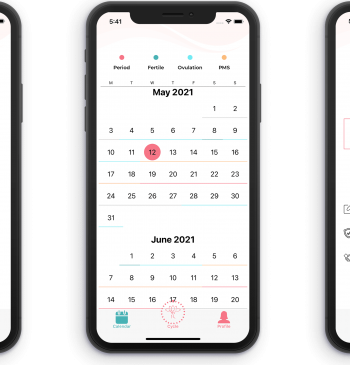 5:41
Period Fertile Ovulation PMS
M T W T F S S
May 2021
1 2
3 4 5 6 7 8 9
10 11 12 13 14 15 16
17 18 19 20 21 22 23
24 25 26 27 28 29 30
31
June 2021
1 2 3 4 5 6
7 8 9 10 11 12 13
14 15 16 17 18 19 20
Calendar Cycle Profile